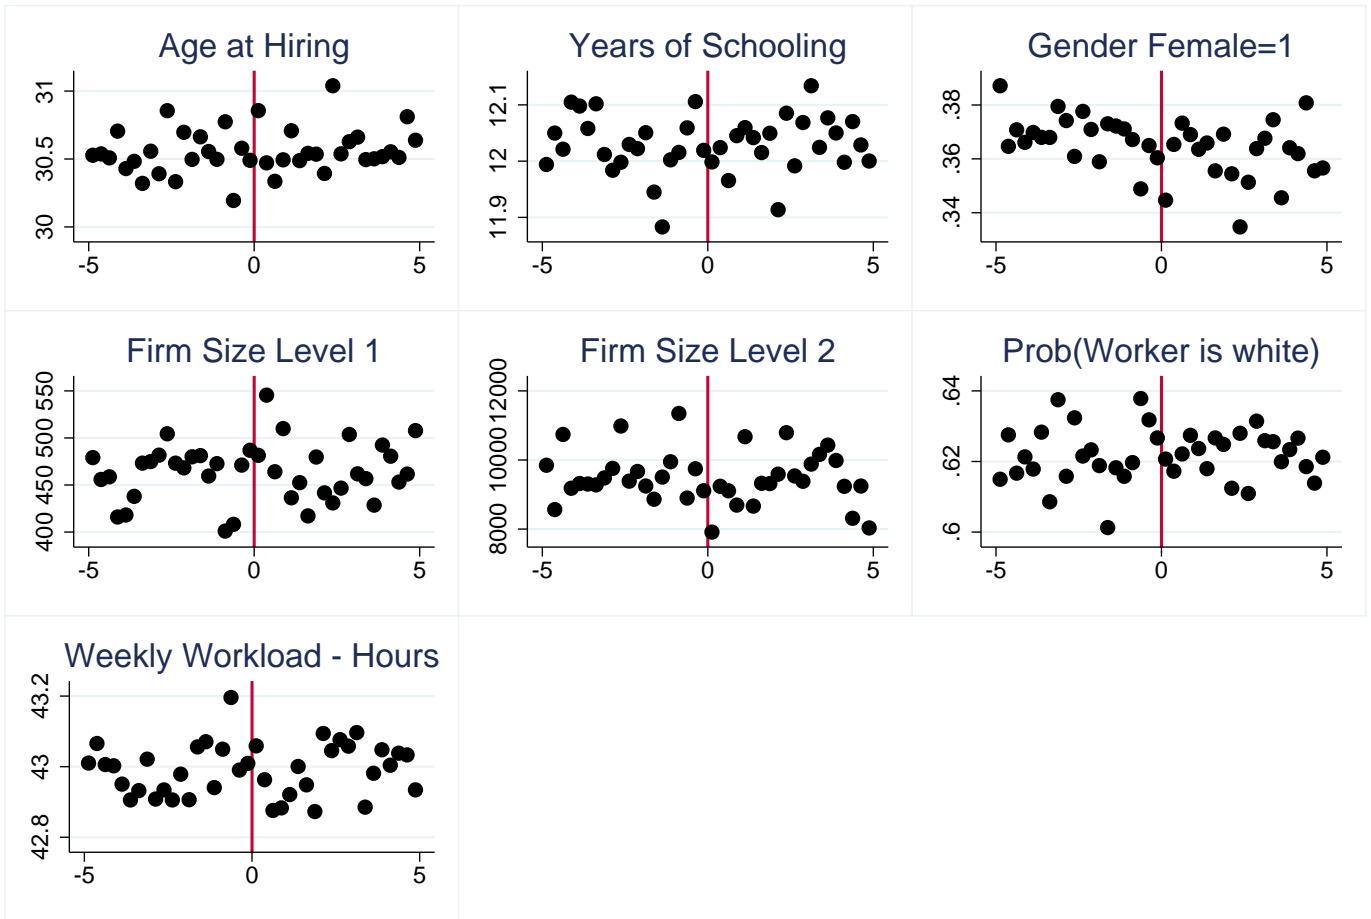 Age at Hiring
31
30.5
30
-5 0 5
Years of Schooling
12.1
12
11.9
-5 0 5
Gender Female=1
.38
.36
.34
-5 0 5
Firm Size Level 1
550
500
450
400
-5 0 5
Firm Size Level 2
12000
10000
8000
-5 0 5
Prob(Worker is white)
.64
.62
.6
-5 0 5
Weekly Workload - Hours
43.2
43
42.8
-5 0 5